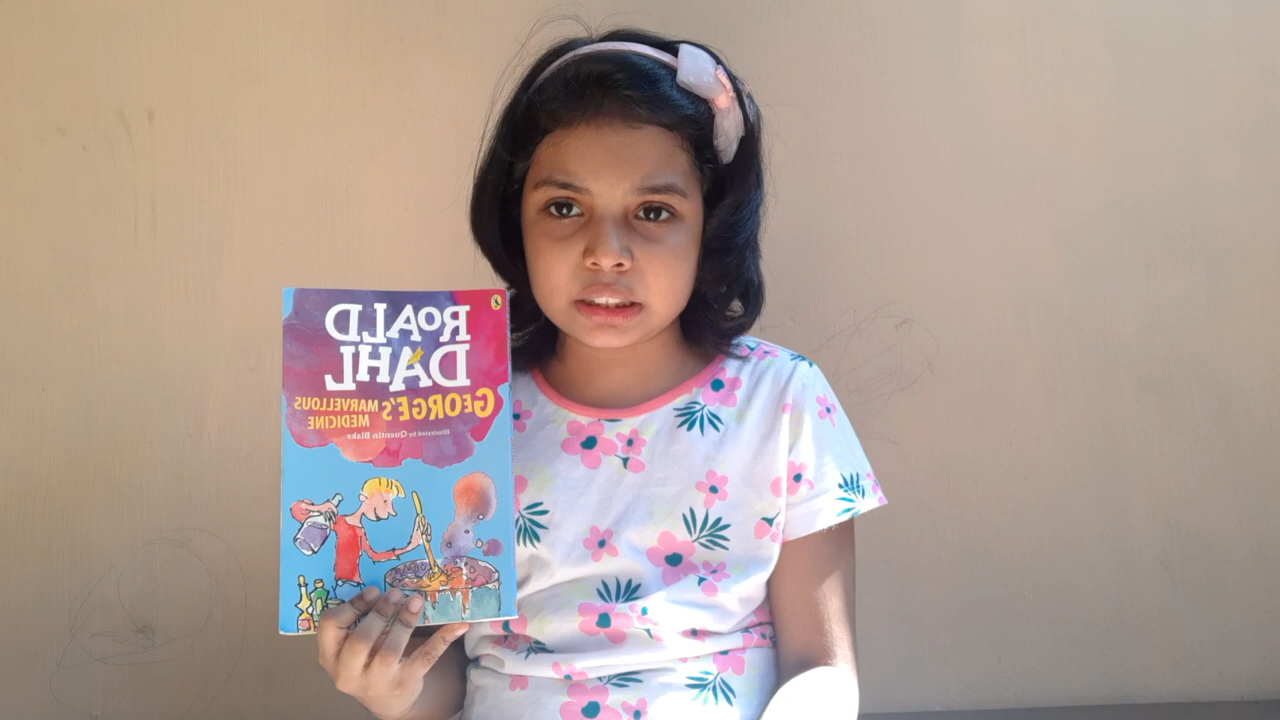 ROALD
DAHL
GEORGE'S MARVELLOUS
MEDICINE
Illustrated by Quentin Blake